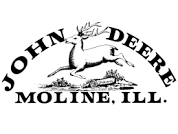 JOHN DEERE
MOLINE, ILL.